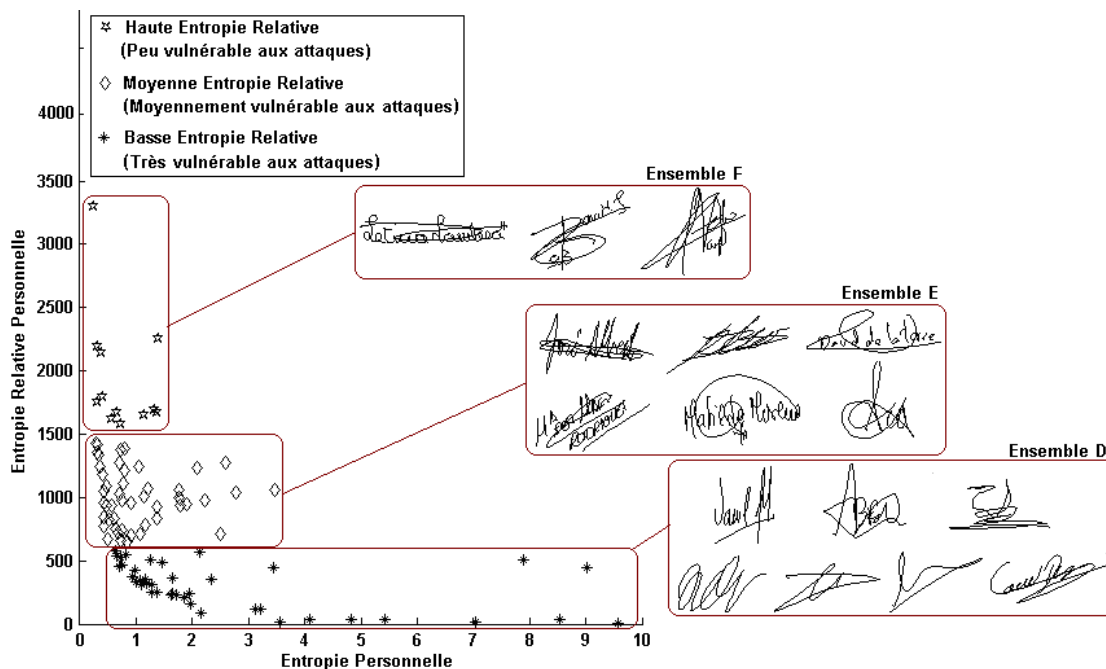 Haute Entropie Relative
(Peu vulnérable aux attaques)
Moyenne Entropie Relative
(Moyennement vulnérable aux attaques)
Basse Entropie Relative
(Très vulnérable aux attaques)
Entropie Relative Personnelle
4000
3500
3000
2500
2000
1500
1000
500
0
Ensemble F
Ensemble E
Ensemble D
0 1 2 3 4 5 6 7 8 9 10
Entropie Personnelle